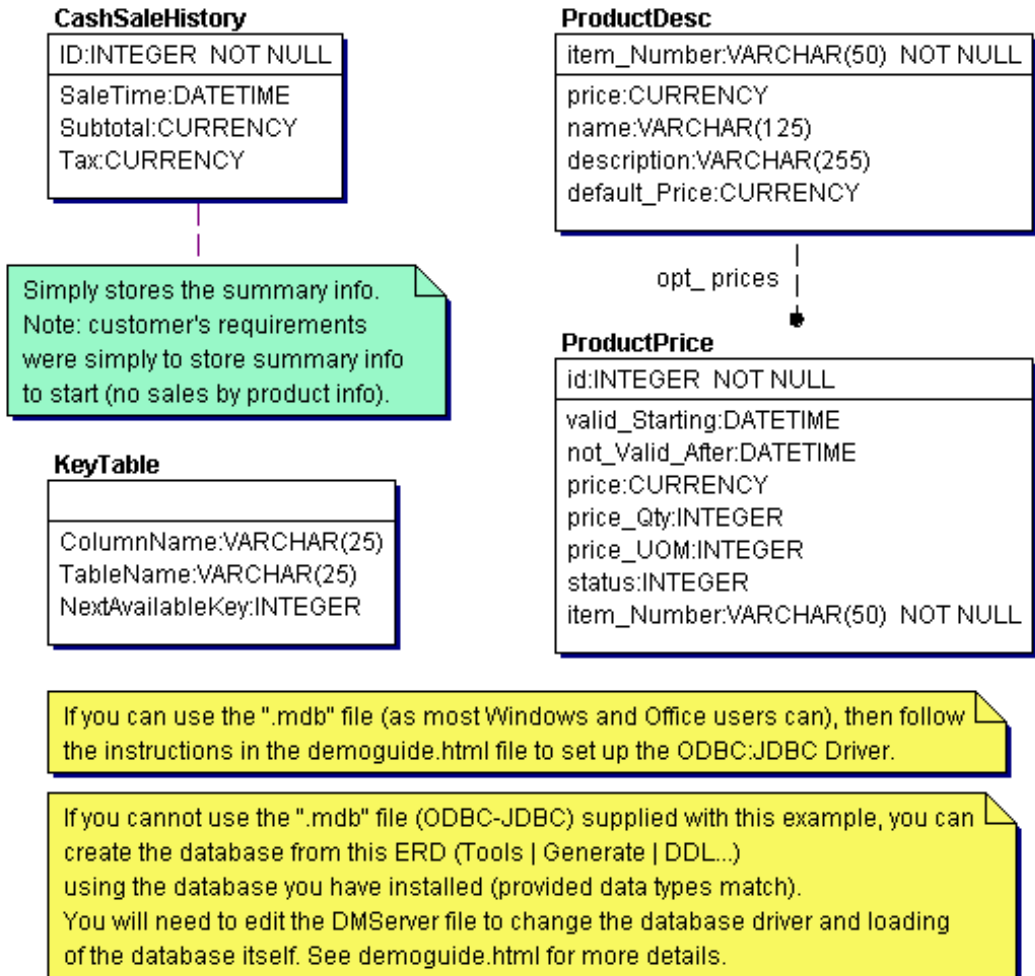 CashSaleHistory
ID:INTEGER  NOT NULL
SaleTime:DATETIME
Subtotal:CURRENCY
Tax:CURRENCY
Simply stores the summary info.
Note: customer's requirements
were simply to store summary info
to start (no sales by product info).
KeyTable
ColumnName:VARCHAR(25)
TableName:VARCHAR(25)
NextAvailableKey:INTEGER
ProductDesc
item_Number:VARCHAR(50)  NOT NULL
price:CURRENCY
name:VARCHAR(125)
description:VARCHAR(255)
default_Price:CURRENCY
opt_ prices
ProductPrice
id:INTEGER  NOT NULL
valid_Starting:DATETIME
not_Valid_After:DATETIME
price:CURRENCY
price_Qty:INTEGER
price_UOM:INTEGER
status:INTEGER
item_Number:VARCHAR(50)  NOT NULL
If you can use the ".mdb" file (as most Windows and Office users can), then follow
the instructions in the demoguide.html file to set up the ODBC:JDBC Driver.
If you cannot use the ".mdb" file (ODBC-JDBC) supplied with this example, you can
create the database from this ERD (Tools | Generate | DDL...)
using the database you have installed (provided data types match).
You will need to edit the DMServer file to change the database driver and loading
of the database itself. See demoguide.html for more details.